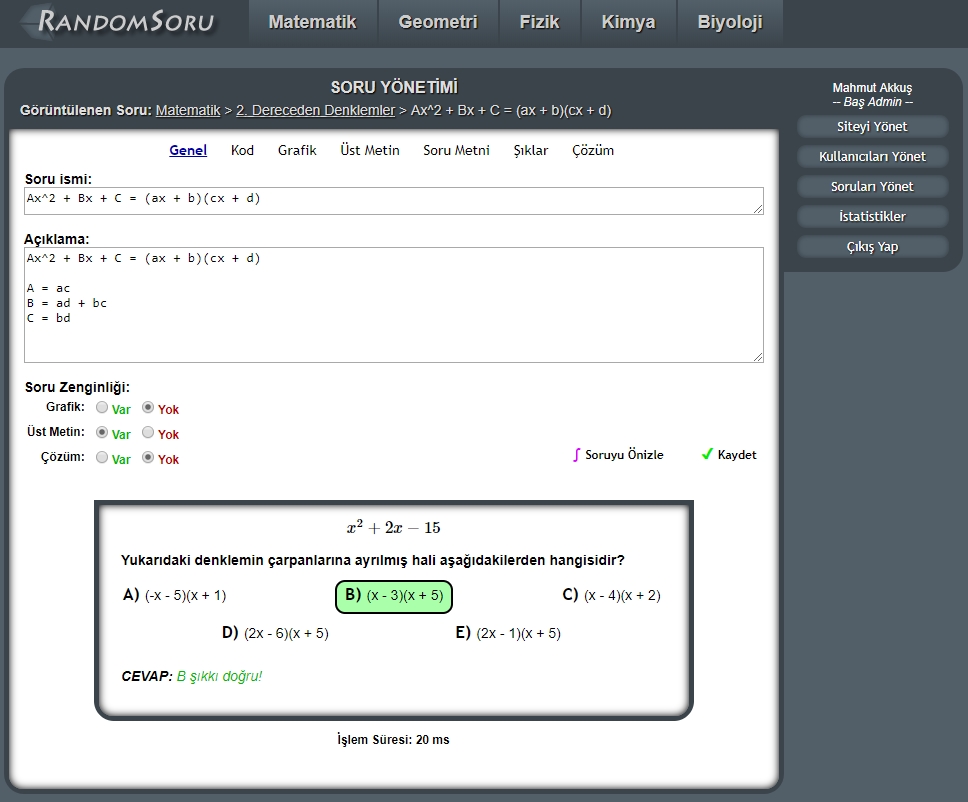 RANDOMSORU
Matematik Geometri Fizik Kimya Biyoloji
SORU YÖNETİMİ
Görüntülenen Soru: Matematik > 2. Dereceden Denklemler > Ax^2 + Bx + C = (ax + b)(cx + d)
Mahmut Akkuş
-- Baş Admin --
Siteyi Yönet
Kullanıcıları Yönet
Soruları Yönet
İstatistikler
Çıkış Yap
Genel Kod Grafik Üst Metin Soru Metni Şıklar Çözüm
Soru ismi:
Ax^2 + Bx + C = (ax + b)(cx + d)
Açıklama:
Ax^2 + Bx + C = (ax + b)(cx + d)
A = ac
B = ad + bc
C = bd
Soru Zenginliği:
Grafik: Var Yok
Üst Metin: Var Yok
Çözüm: Var Yok
∫ Soruyu Önizle ✓ Kaydet
x² + 2x − 15
Yukarıdaki denklemin çarpanlarına ayrılmış hali aşağıdakilerden hangisidir?
A) (-x - 5)(x + 1) B) (x - 3)(x + 5) C) (x - 4)(x + 2)
D) (2x - 6)(x + 5) E) (2x - 1)(x + 5)
CEVAP: B şıkkı doğru!
İşlem Süresi: 20 ms